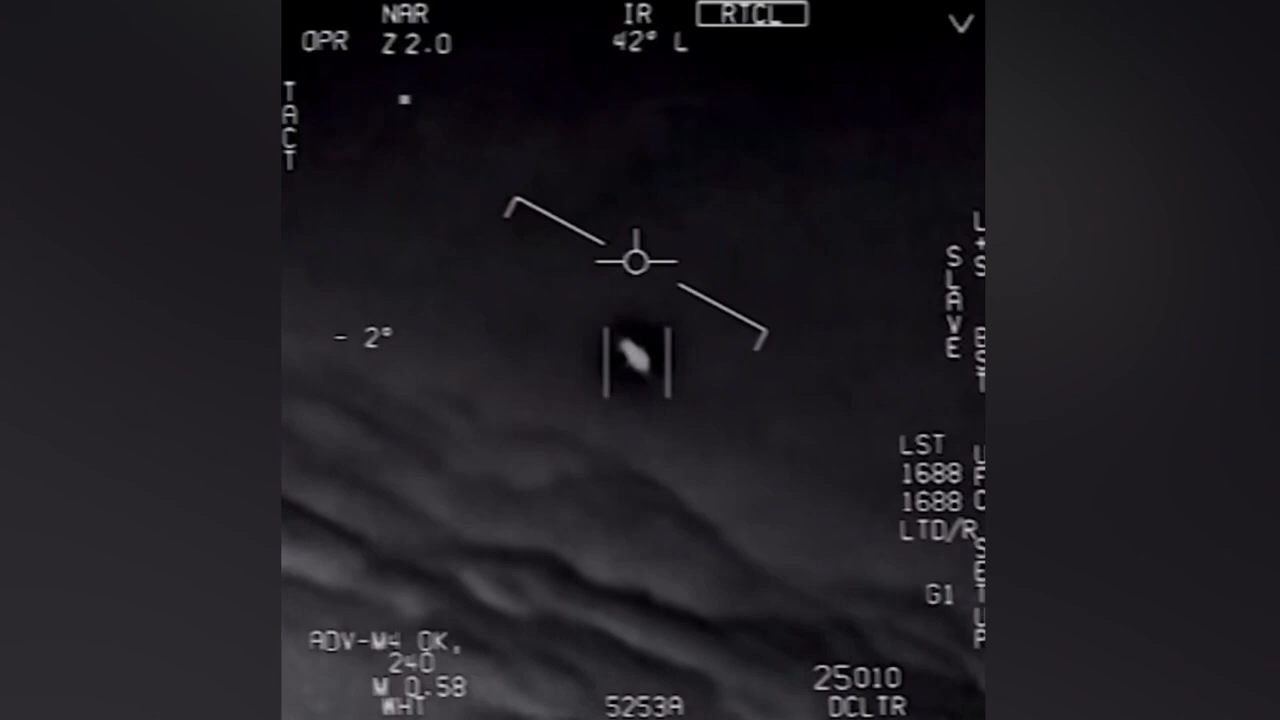 NAR IR RTCL
OPR Z 2.0 42° L
TACT
- 2°
L+S
SLAVE
LST
1688
1688
LTD/R
SETUP
G1
ADV-M4 OK,
240
M 0.58
WHT
5253A
25010
DCLTR